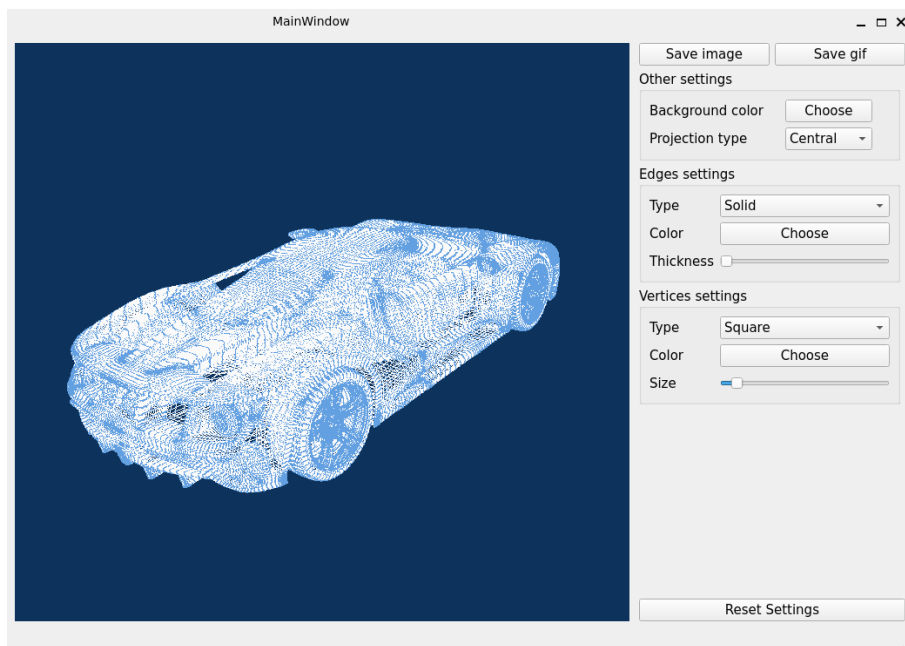 MainWindow
Save image
Save gif
Other settings
Background color
Choose
Projection type
Central
Edges settings
Type
Solid
Color
Choose
Thickness
Vertices settings
Type
Square
Color
Choose
Size
Reset Settings